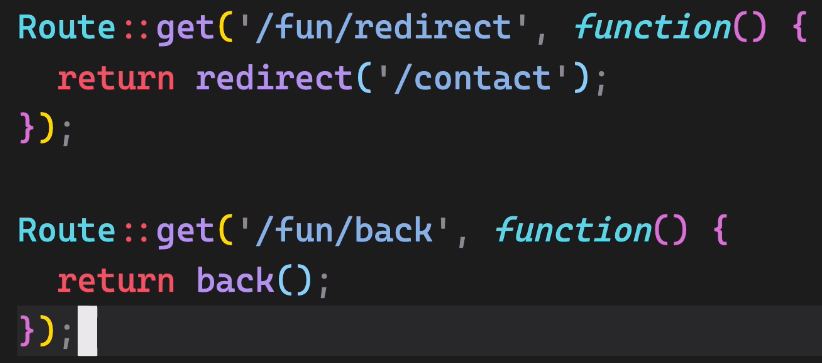 Route::get('/fun/redirect', function() {
  return redirect('/contact');
});

Route::get('/fun/back', function() {
  return back();
});